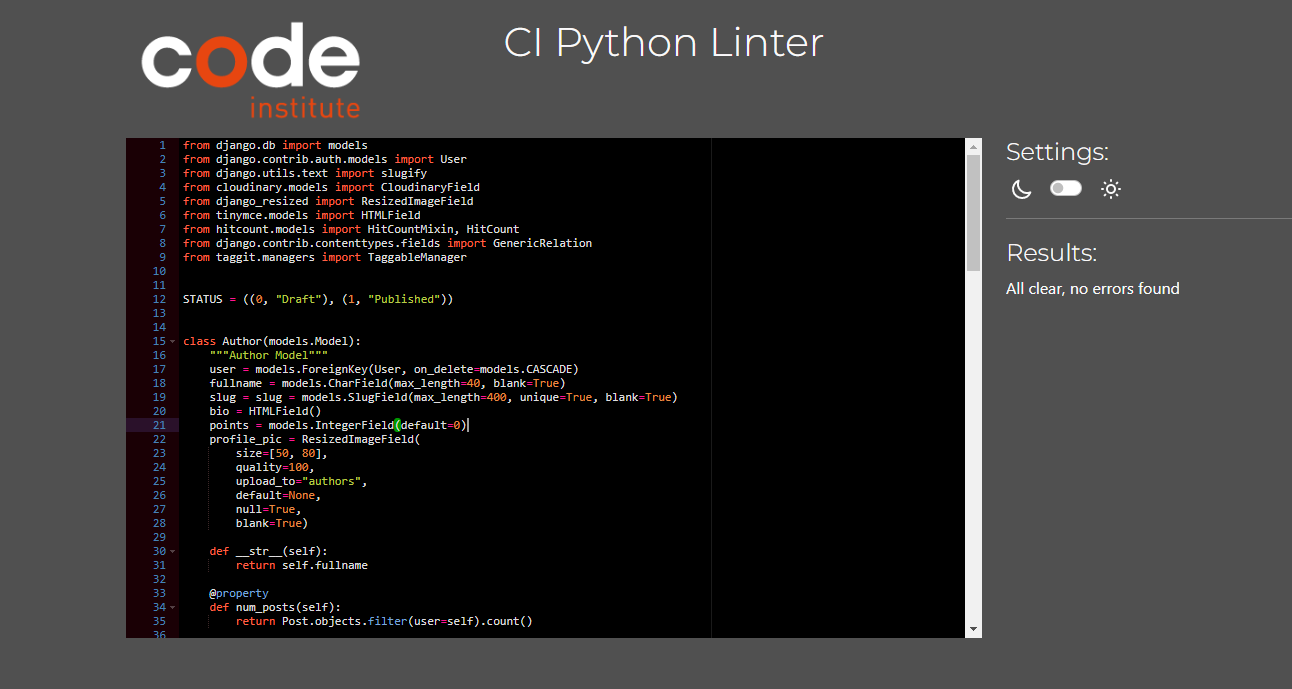 code
institute
CI Python Linter
1 from django.db import models
2 from django.contrib.auth.models import User
3 from django.utils.text import slugify
4 from cloudinary.models import CloudinaryField
5 from django_resized import ResizedImageField
6 from tinymce.models import HTMLField
7 from hitcount.models import HitCountMixin, HitCount
8 from django.contrib.contenttypes.fields import GenericRelation
9 from taggit.managers import TaggableManager
10
11
12 STATUS = ((0, "Draft"), (1, "Published"))
13
14
15 class Author(models.Model):
16     """Author Model"""
17     user = models.ForeignKey(User, on_delete=models.CASCADE)
18     fullname = models.CharField(max_length=40, blank=True)
19     slug = slug = models.SlugField(max_length=400, unique=True, blank=True)
20     bio = HTMLField()
21     points = models.IntegerField(default=0)
22     profile_pic = ResizedImageField(
23         size=[50, 80],
24         quality=100,
25         upload_to="authors",
26         default=None,
27         null=True,
28         blank=True)
29
30     def __str__(self):
31         return self.fullname
32
33     @property
34     def num_posts(self):
35         return Post.objects.filter(user=self).count()
36
Settings:
Results:
All clear, no errors found